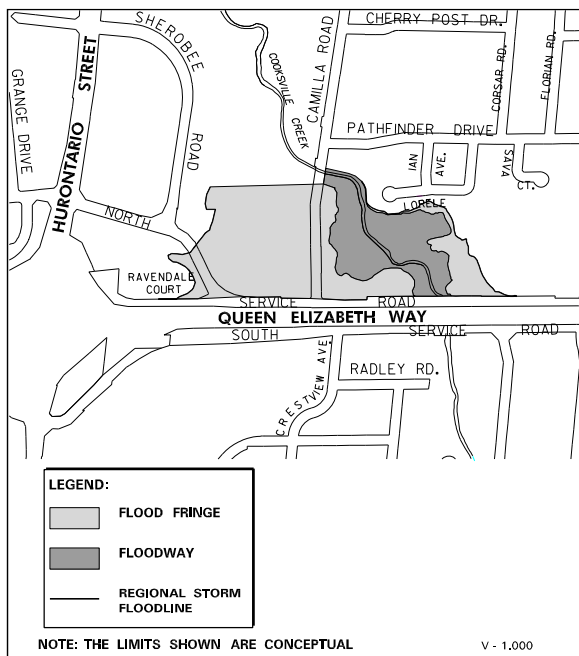 CHERRY POST DR.
SHEROBEE
ROAD
GRANGE DRIVE
HURONTARIO STREET
COOKSVILLE
CREEK
CAMILLA ROAD
CORSAR RD.
FLORIAN RD.
PATHFINDER DRIVE
IAN
AVE.
SAVA
CT.
LORELE
NORTH
RAVENDALE
COURT
SERVICE ROAD
QUEEN ELIZABETH WAY
SOUTH SERVICE ROAD
CRESTVIEW AVE.
RADLEY RD.
LEGEND:
FLOOD FRINGE
FLOODWAY
REGIONAL STORM
FLOODLINE
NOTE: THE LIMITS SHOWN ARE CONCEPTUAL
V - 1.000